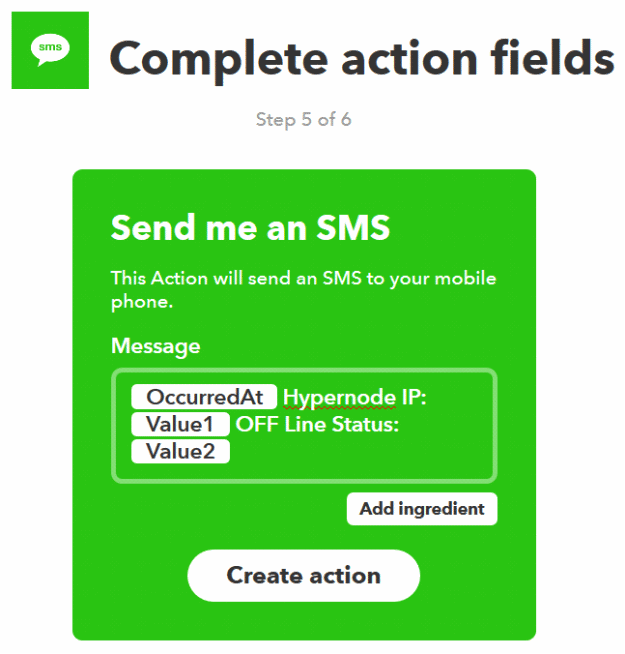 sms
Complete action fields
Step 5 of 6
Send me an SMS
This Action will send an SMS to your mobile
phone.
Message
OccurredAt Hypernode IP:
Value1 OFF Line Status:
Value2
Add ingredient
Create action